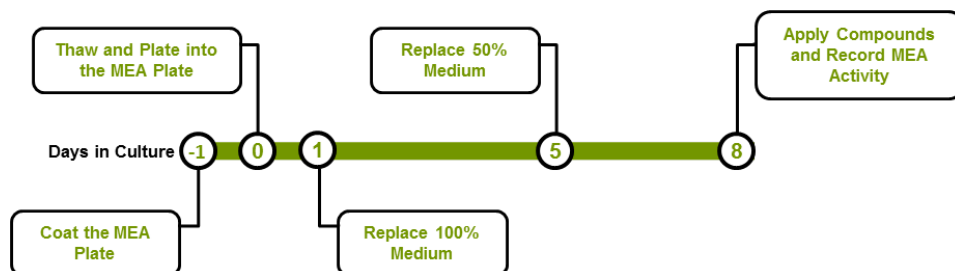 Thaw and Plate into
the MEA Plate
Replace 50%
Medium
Apply Compounds
and Record MEA
Activity
Days in Culture
-1
0
1
5
8
Coat the MEA
Plate
Replace 100%
Medium